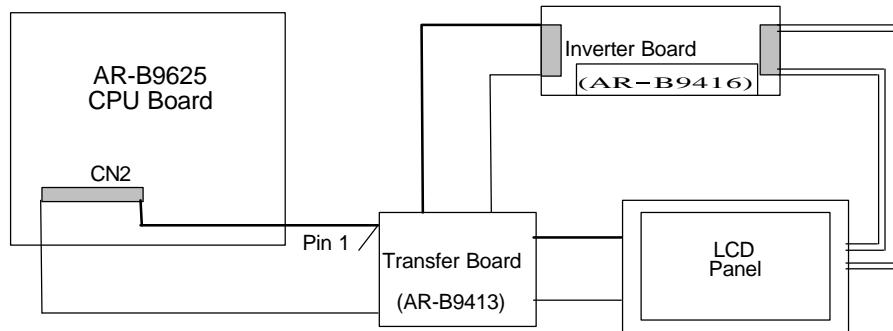 AR-B9625
CPU Board
CN2
Pin 1
Inverter Board
(AR-B9416)
Transfer Board
(AR-B9413)
LCD
Panel